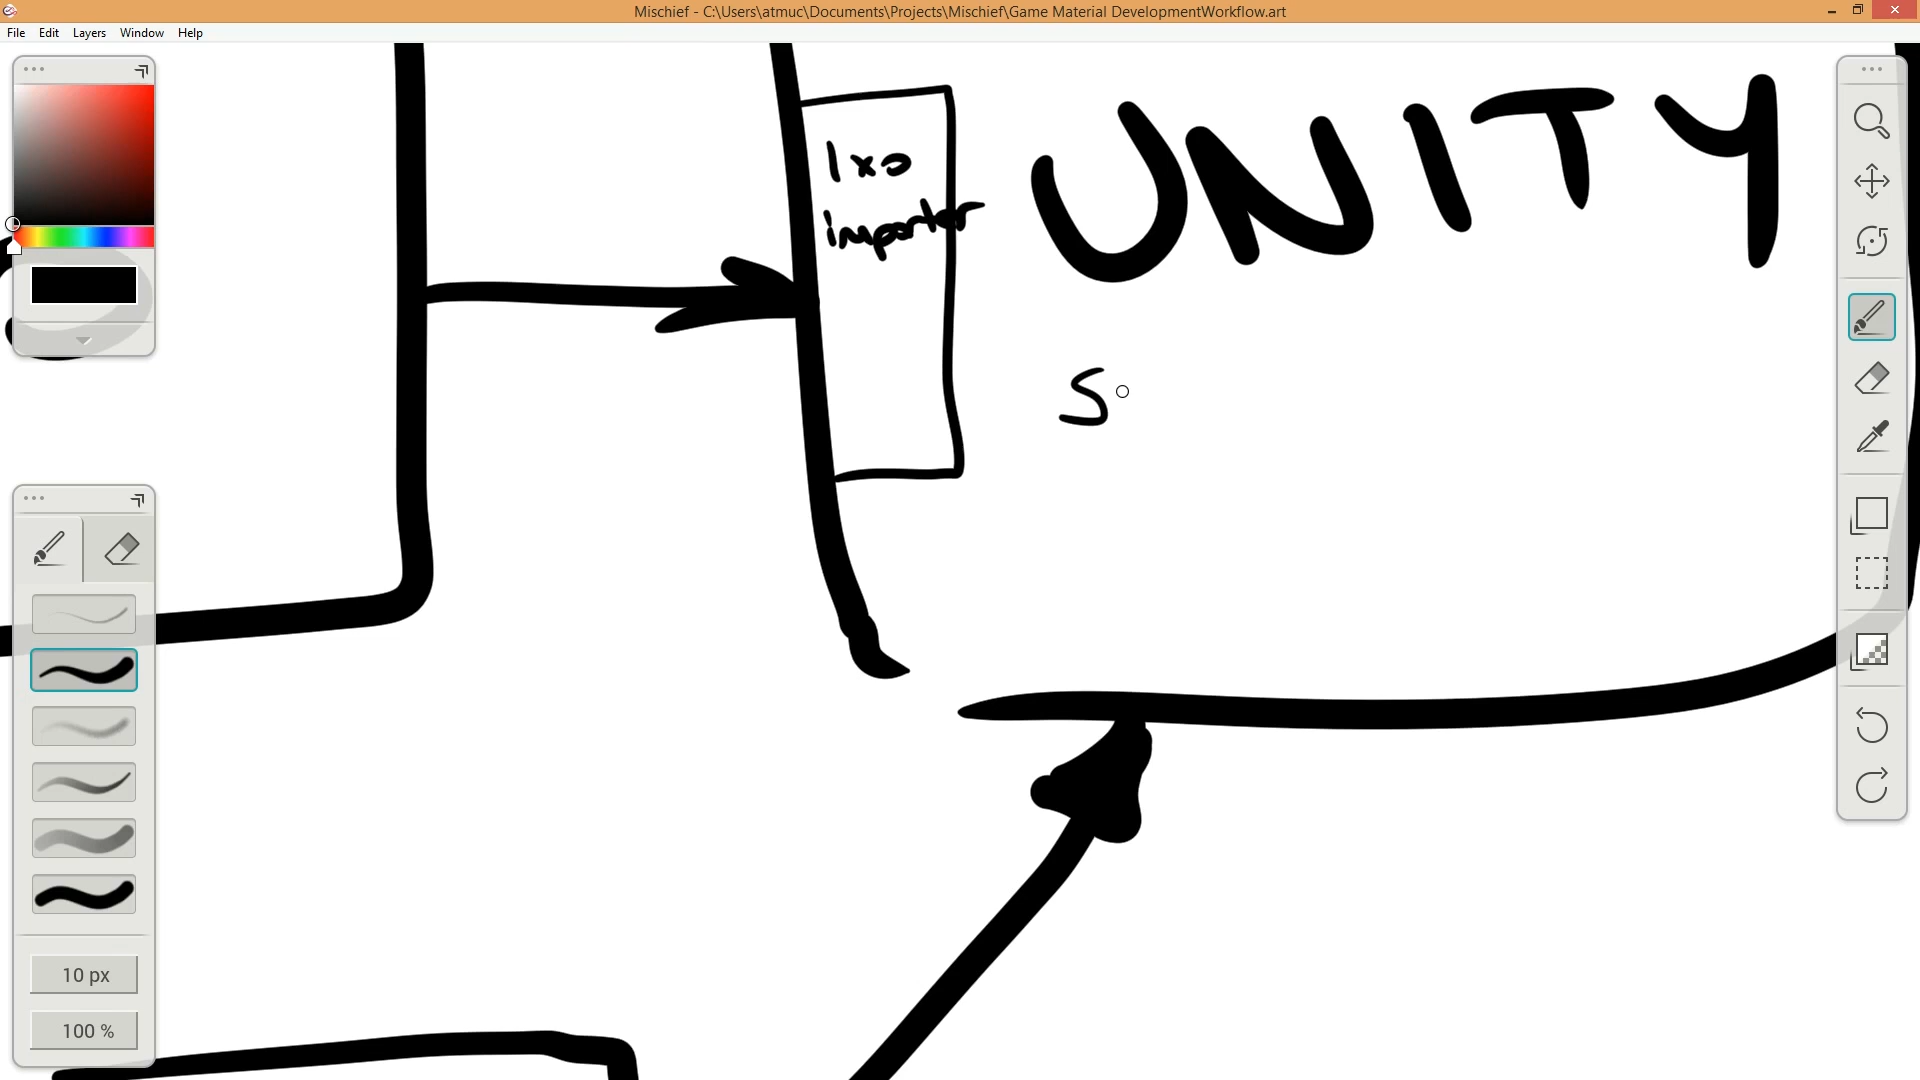 Mischief - C:\Users\atmuc\Documents\Projects\Mischief\Game Material DevelopmentWorkflow.art
File Edit Layers Window Help
UNITY
lxo
importer
S
10 px
100 %